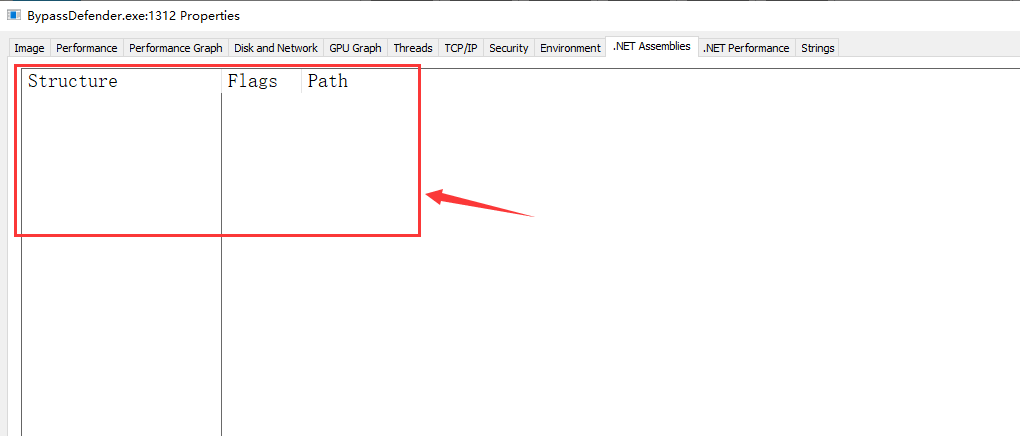 BypassDefender.exe:1312 Properties
Image Performance Performance Graph Disk and Network GPU Graph Threads TCP/IP Security Environment .NET Assemblies .NET Performance Strings
Structure Flags Path